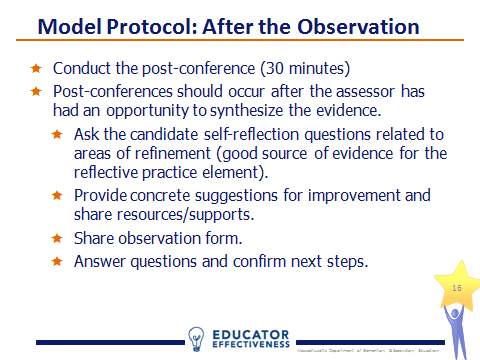 Model Protocol: After the Observation
Conduct the post-conference (30 minutes)
Post-conferences should occur after the assessor has
had an opportunity to synthesize the evidence.
Ask the candidate self-reflection questions related to
areas of refinement (good source of evidence for the
reflective practice element).
Provide concrete suggestions for improvement and
share resources/supports.
Share observation form.
Answer questions and confirm next steps.
16
EDUCATOR
EFFECTIVENESS
Massachusetts Department of Elementary & Secondary Education